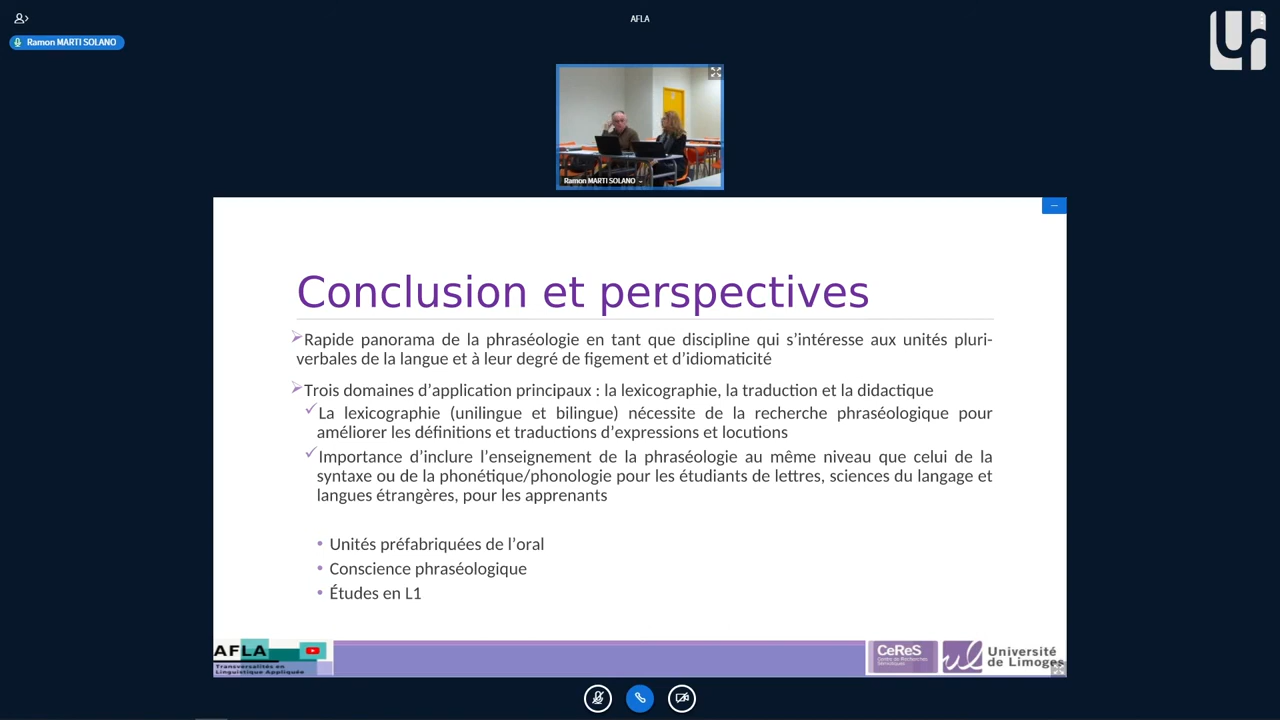 AFLA
Ramon MARTI SOLANO
Ramon MARTI SOLANO
Conclusion et perspectives
Rapide panorama de la phraséologie en tant que discipline qui s’intéresse aux unités pluri-
verbales de la langue et à leur degré de figement et d’idiomaticité
Trois domaines d’application principaux : la lexicographie, la traduction et la didactique
La lexicographie (unilingue et bilingue) nécessite de la recherche phraséologique pour
améliorer les définitions et traductions d’expressions et locutions
Importance d’inclure l’enseignement de la phraséologie au même niveau que celui de la
syntaxe ou de la phonétique/phonologie pour les étudiants de lettres, sciences du langage et
langues étrangères, pour les apprenants
• Unités préfabriquées de l’oral
• Conscience phraséologique
• Études en L1
AFLA
Transversalités en
Linguistique Appliquée
CeReS
Centre de Recherches
Sémiotiques
Université
de Limoges